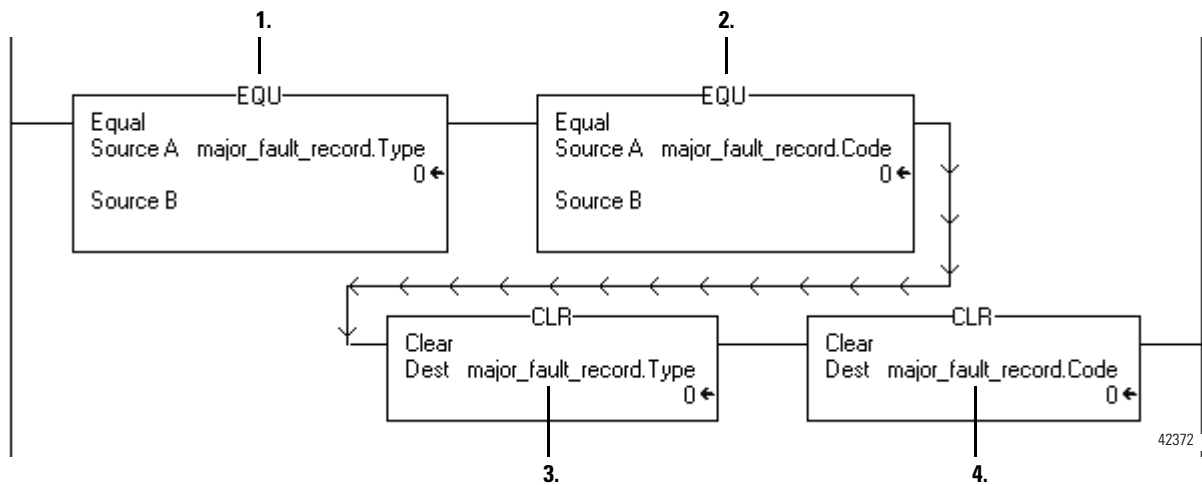 1.
2.
EQU
Equal
Source A major_fault_record.Type
0
Source B
EQU
Equal
Source A major_fault_record.Code
0
Source B
CLR
Clear
Dest major_fault_record.Type
0
CLR
Clear
Dest major_fault_record.Code
0
42372
3.
4.